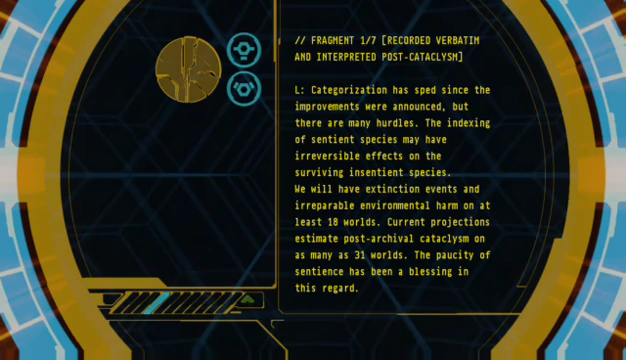 // FRAGMENT 1/7 [RECORDED VERBATIM
AND INTERPRETED POST-CATACLYSM]
L: Categorization has sped since the
improvements were announced, but
there are many hurdles. The indexing
of sentient species may have
irreversible effects on the
surviving insentient species.
We will have extinction events and
irreparable environmental harm on at
least 18 worlds. Current projections
estimate post-archival cataclysm on
as many as 31 worlds. The paucity of
sentience has been a blessing in
this regard.